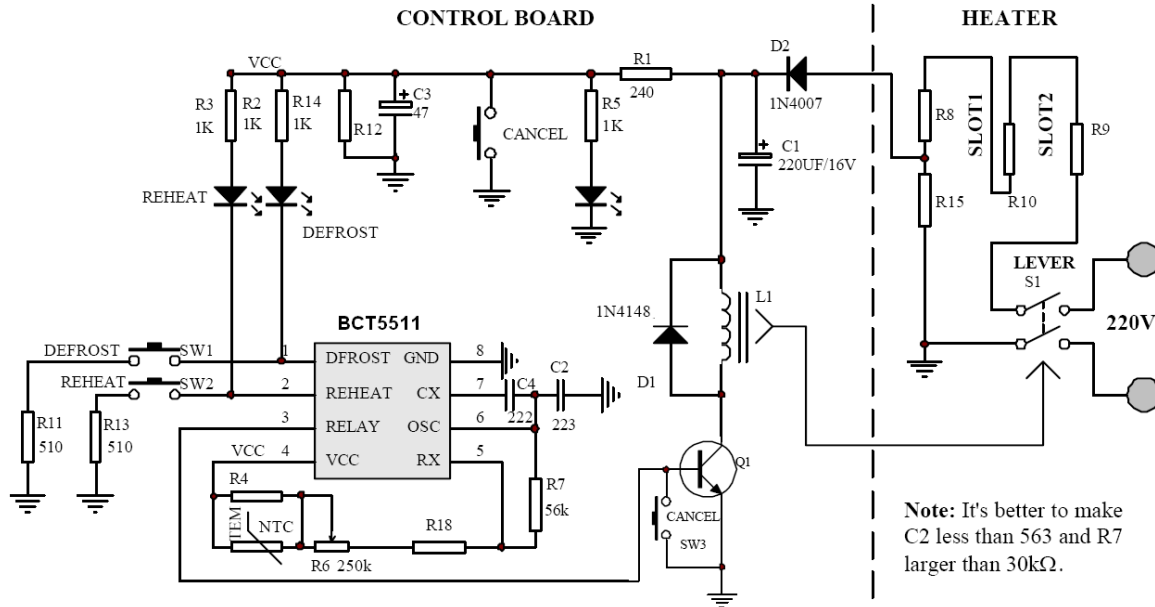 CONTROL BOARD
HEATER
VCC
R3
1K
R2
1K
R14
1K
R12
C3
47
CANCEL
R5
1K
R1
240
D2
1N4007
C1
220UF/16V
R8
SLOT1
SLOT2
R9
R10
R15
REHEAT
DEFROST
LEVER
S1
220V
BCT5511
1N4148
L1
D1
DEFROST
SW1
REHEAT
SW2
1
2
3
4
DFROST
REHEAT
RELAY
VCC
GND
CX
OSC
RX
8
7
6
5
C4
222
C2
223
R11
510
R13
510
VCC
R4
TEM
NTC
R6
250k
R18
R7
56k
Q1
CANCEL
SW3
Note: It's better to make
C2 less than 563 and R7
larger than 30kΩ.